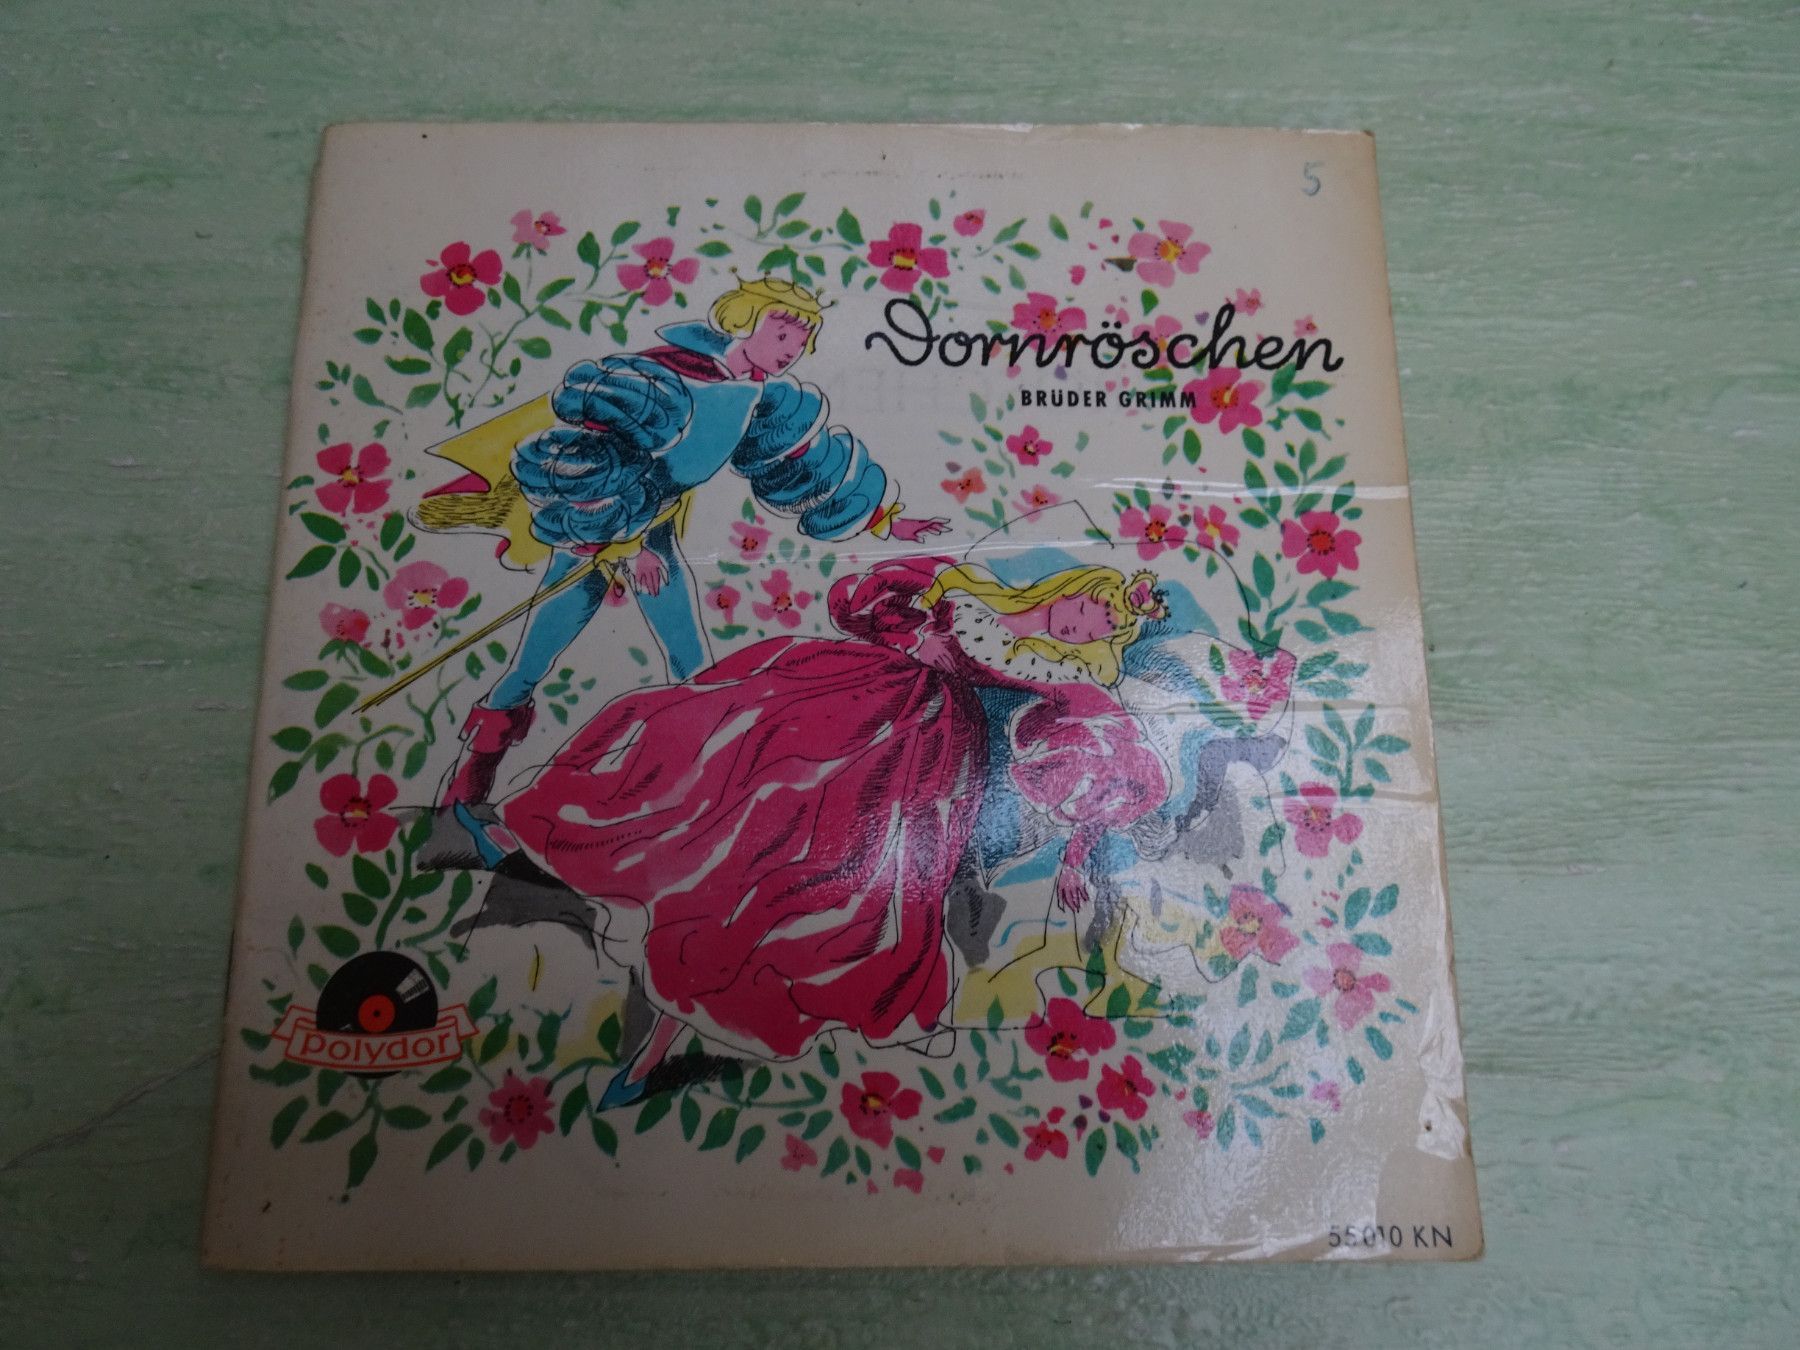 5
Dornröschen
BRÜDER GRIMM
polydor
55010 KN